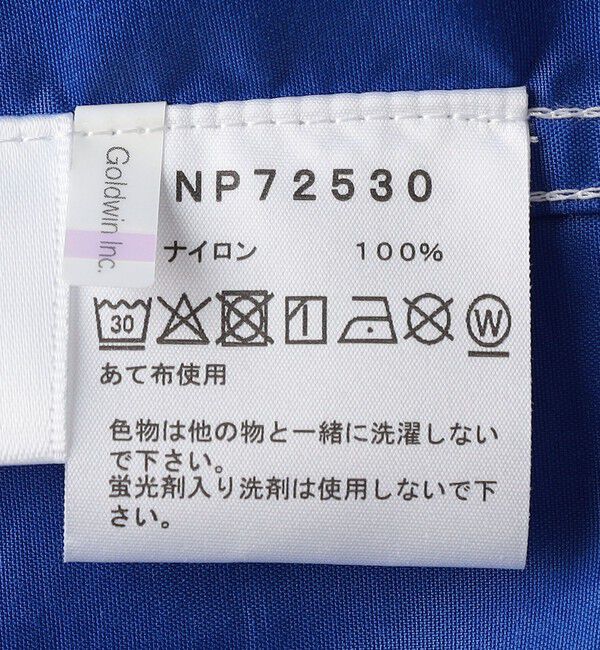 Goldwin Inc.
NP72530
ナイロン 100%
30 W
あて布使用
色物は他の物と一緒に洗濯しない
で下さい。
蛍光剤入り洗剤は使用しないで下
さい。